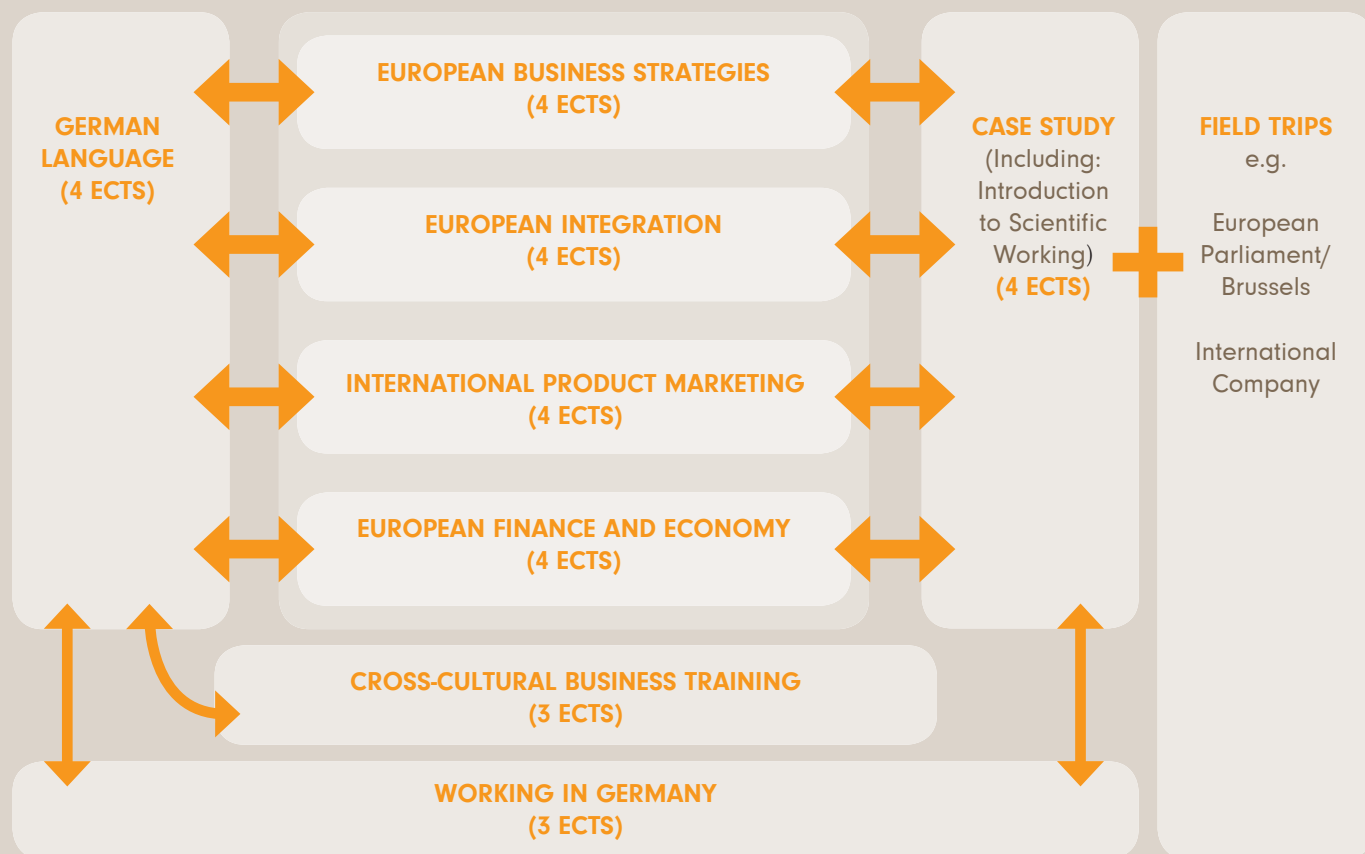 GERMAN
LANGUAGE
(4 ECTS)
EUROPEAN BUSINESS STRATEGIES
(4 ECTS)
EUROPEAN INTEGRATION
(4 ECTS)
INTERNATIONAL PRODUCT MARKETING
(4 ECTS)
EUROPEAN FINANCE AND ECONOMY
(4 ECTS)
CASE STUDY
(Including:
Introduction
to Scientific
Working)
(4 ECTS)
FIELD TRIPS
e.g.
European
Parliament/
Brussels
International
Company
CROSS-CULTURAL BUSINESS TRAINING
(3 ECTS)
WORKING IN GERMANY
(3 ECTS)